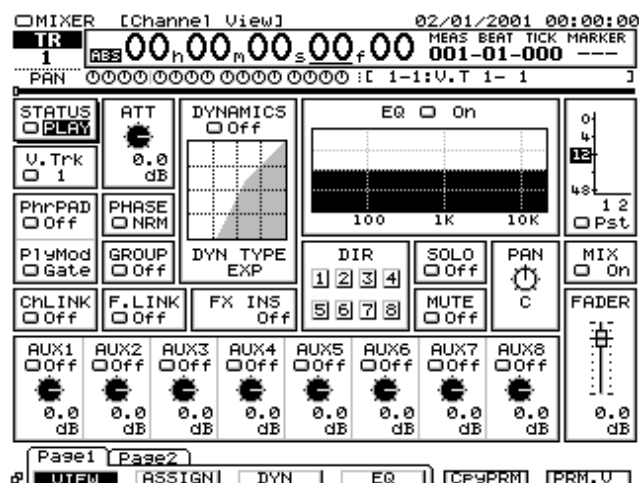 MIXER [Channel View] 02/01/2001 00:00:00
TR 1 ABS 00h00m00s00f00 MEAS BEAT TICK MARKER
001-01-000 ---
PAN :[ 1-1:V.T 1- 1 ]
STATUS ATT DYNAMICS EQ On
PLAY Off
0
4
12
48
V.Trk 0.0
1 dB
PhrPAD PHASE 100 1K 10K 1 2
Off NRM Pst
PlyMod GROUP DYN TYPE DIR SOLO PAN MIX
Gate Off EXP 1 2 3 4 Off On
ChLINK F.LINK FX INS 5 6 7 8 MUTE C FADER
Off Off Off Off
AUX1 AUX2 AUX3 AUX4 AUX5 AUX6 AUX7 AUX8
Off Off Off Off Off Off Off Off
0.0 0.0 0.0 0.0 0.0 0.0 0.0 0.0 0.0
dB dB dB dB dB dB dB dB dB
Page1 Page2
VIEW ASSIGN DYN EQ CpyPRM PRM.V